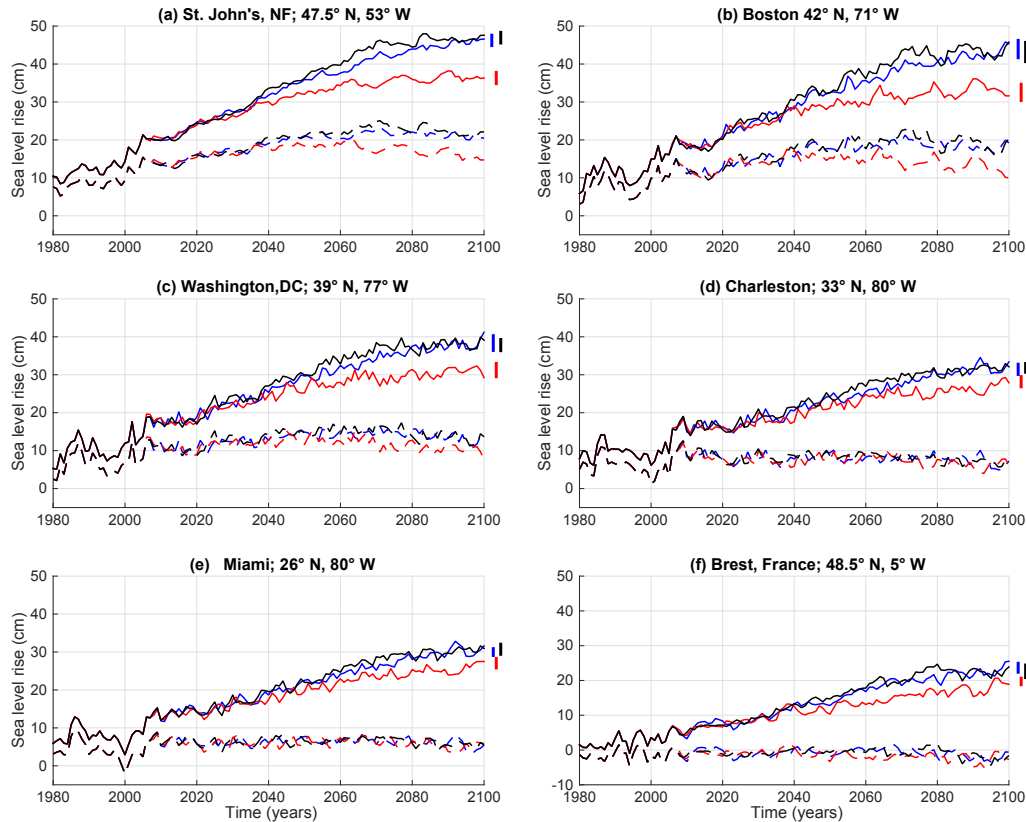 (a) St. John's, NF; 47.5° N, 53° W
Sea level rise (cm)
50
40
30
20
10
0
1980 2000 2020 2040 2060 2080 2100
(b) Boston 42° N, 71° W
Sea level rise (cm)
50
40
30
20
10
0
1980 2000 2020 2040 2060 2080 2100
(c) Washington,DC; 39° N, 77° W
Sea level rise (cm)
50
40
30
20
10
0
1980 2000 2020 2040 2060 2080 2100
(d) Charleston; 33° N, 80° W
Sea level rise (cm)
50
40
30
20
10
0
1980 2000 2020 2040 2060 2080 2100
(e) Miami; 26° N, 80° W
Sea level rise (cm)
50
40
30
20
10
0
1980 2000 2020 2040 2060 2080 2100
Time (years)
(f) Brest, France; 48.5° N, 5° W
Sea level rise (cm)
50
40
30
20
10
0
-10
1980 2000 2020 2040 2060 2080 2100
Time (years)